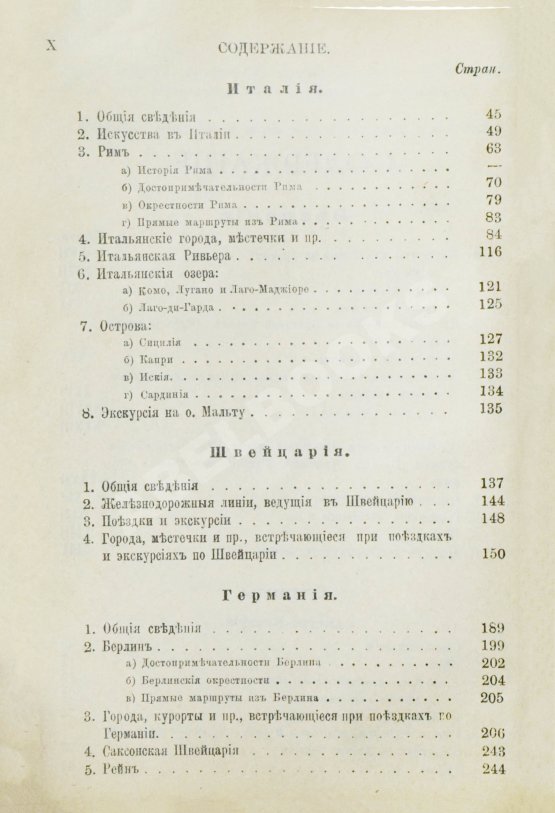 X
СОДЕРЖАНІЕ.
Стран.
Италія.
1. Общія свѣдѣнія . . . . . . . . . . 45
2. Искусства въ Италіи . . . . . . . . . . 49
3. Римъ . . . . . . . . . . 63
а) Исторія Рима . . . . . . . . . . —
б) Достопримѣчательности Рима . . . . . . . . . . 70
в) Окрестности Рима . . . . . . . . . . 79
г) Прямые маршруты изъ Рима . . . . . . . . . . 83
4. Итальянскіе города, мѣстечки и пр. . . . . . . . . . . 84
5. Итальянская Ривьера . . . . . . . . . . 116
6. Итальянскія озера:
а) Комо, Лугано и Лаго-Маджіоре . . . . . . . . . . 121
б) Лаго-ди-Гарда . . . . . . . . . . 125
7. Острова:
а) Сицилія . . . . . . . . . . 127
б) Капри . . . . . . . . . . 132
в) Искія. . . . . . . . . . . 133
г) Сардинія . . . . . . . . . . 134
8. Экскурсія на о. Мальту . . . . . . . . . . 135
Швейцарія.
1. Общія свѣдѣнія . . . . . . . . . . 137
2. Желѣзнодорожныя линіи, ведущія въ Швейцарію . . . . 144
3. Поѣздки и экскурсіи . . . . . . . . . . 148
4. Города, мѣстечки и пр., встрѣчающіеся при поѣздкахъ
и экскурсіяхъ по Швейцаріи . . . . . . . . . . 150
Германія.
1. Общія свѣдѣнія . . . . . . . . . . 189
2. Берлинъ . . . . . . . . . . 199
а) Достопримѣчательности Берлина . . . . . . . . . . 202
б) Берлинскія окрестности . . . . . . . . . . 204
в) Прямые маршруты изъ Берлина . . . . . . . . . . 205
3. Города, курорты и пр., встрѣчающіеся при поѣздкахъ по
Германіи. . . . . . . . . . . 206
4. Саксонская Швейцарія . . . . . . . . . . 243
5. Рейнъ . . . . . . . . . . 244